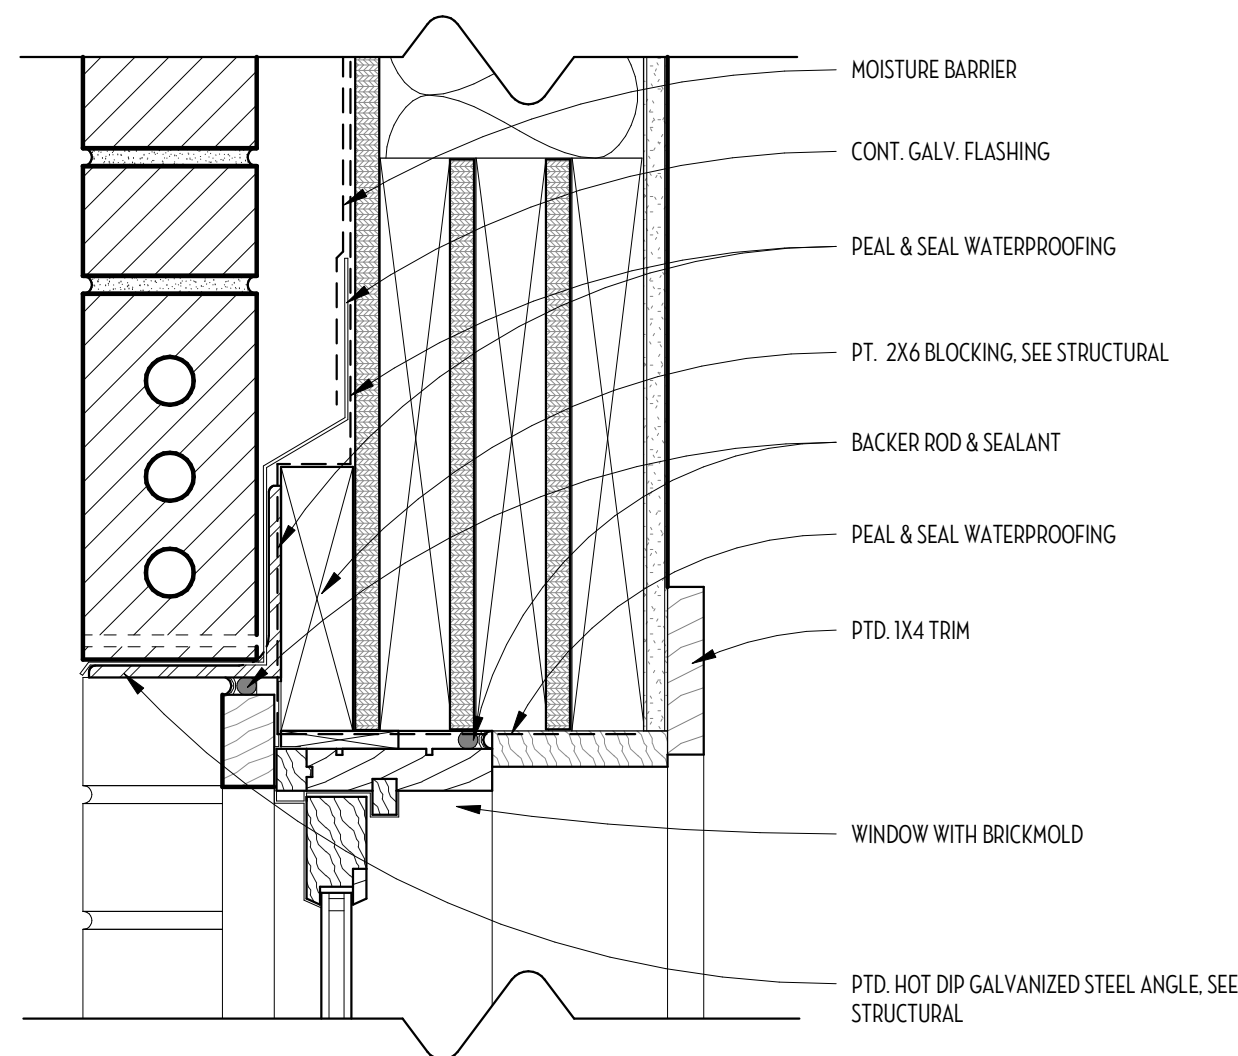 MOISTURE BARRIER
CONT. GALV. FLASHING
PEAL & SEAL WATERPROOFING
PT. 2X6 BLOCKING, SEE STRUCTURAL
BACKER ROD & SEALANT
PEAL & SEAL WATERPROOFING
PTD. 1X4 TRIM
WINDOW WITH BRICKMOLD
PTD. HOT DIP GALVANIZED STEEL ANGLE, SEE
STRUCTURAL